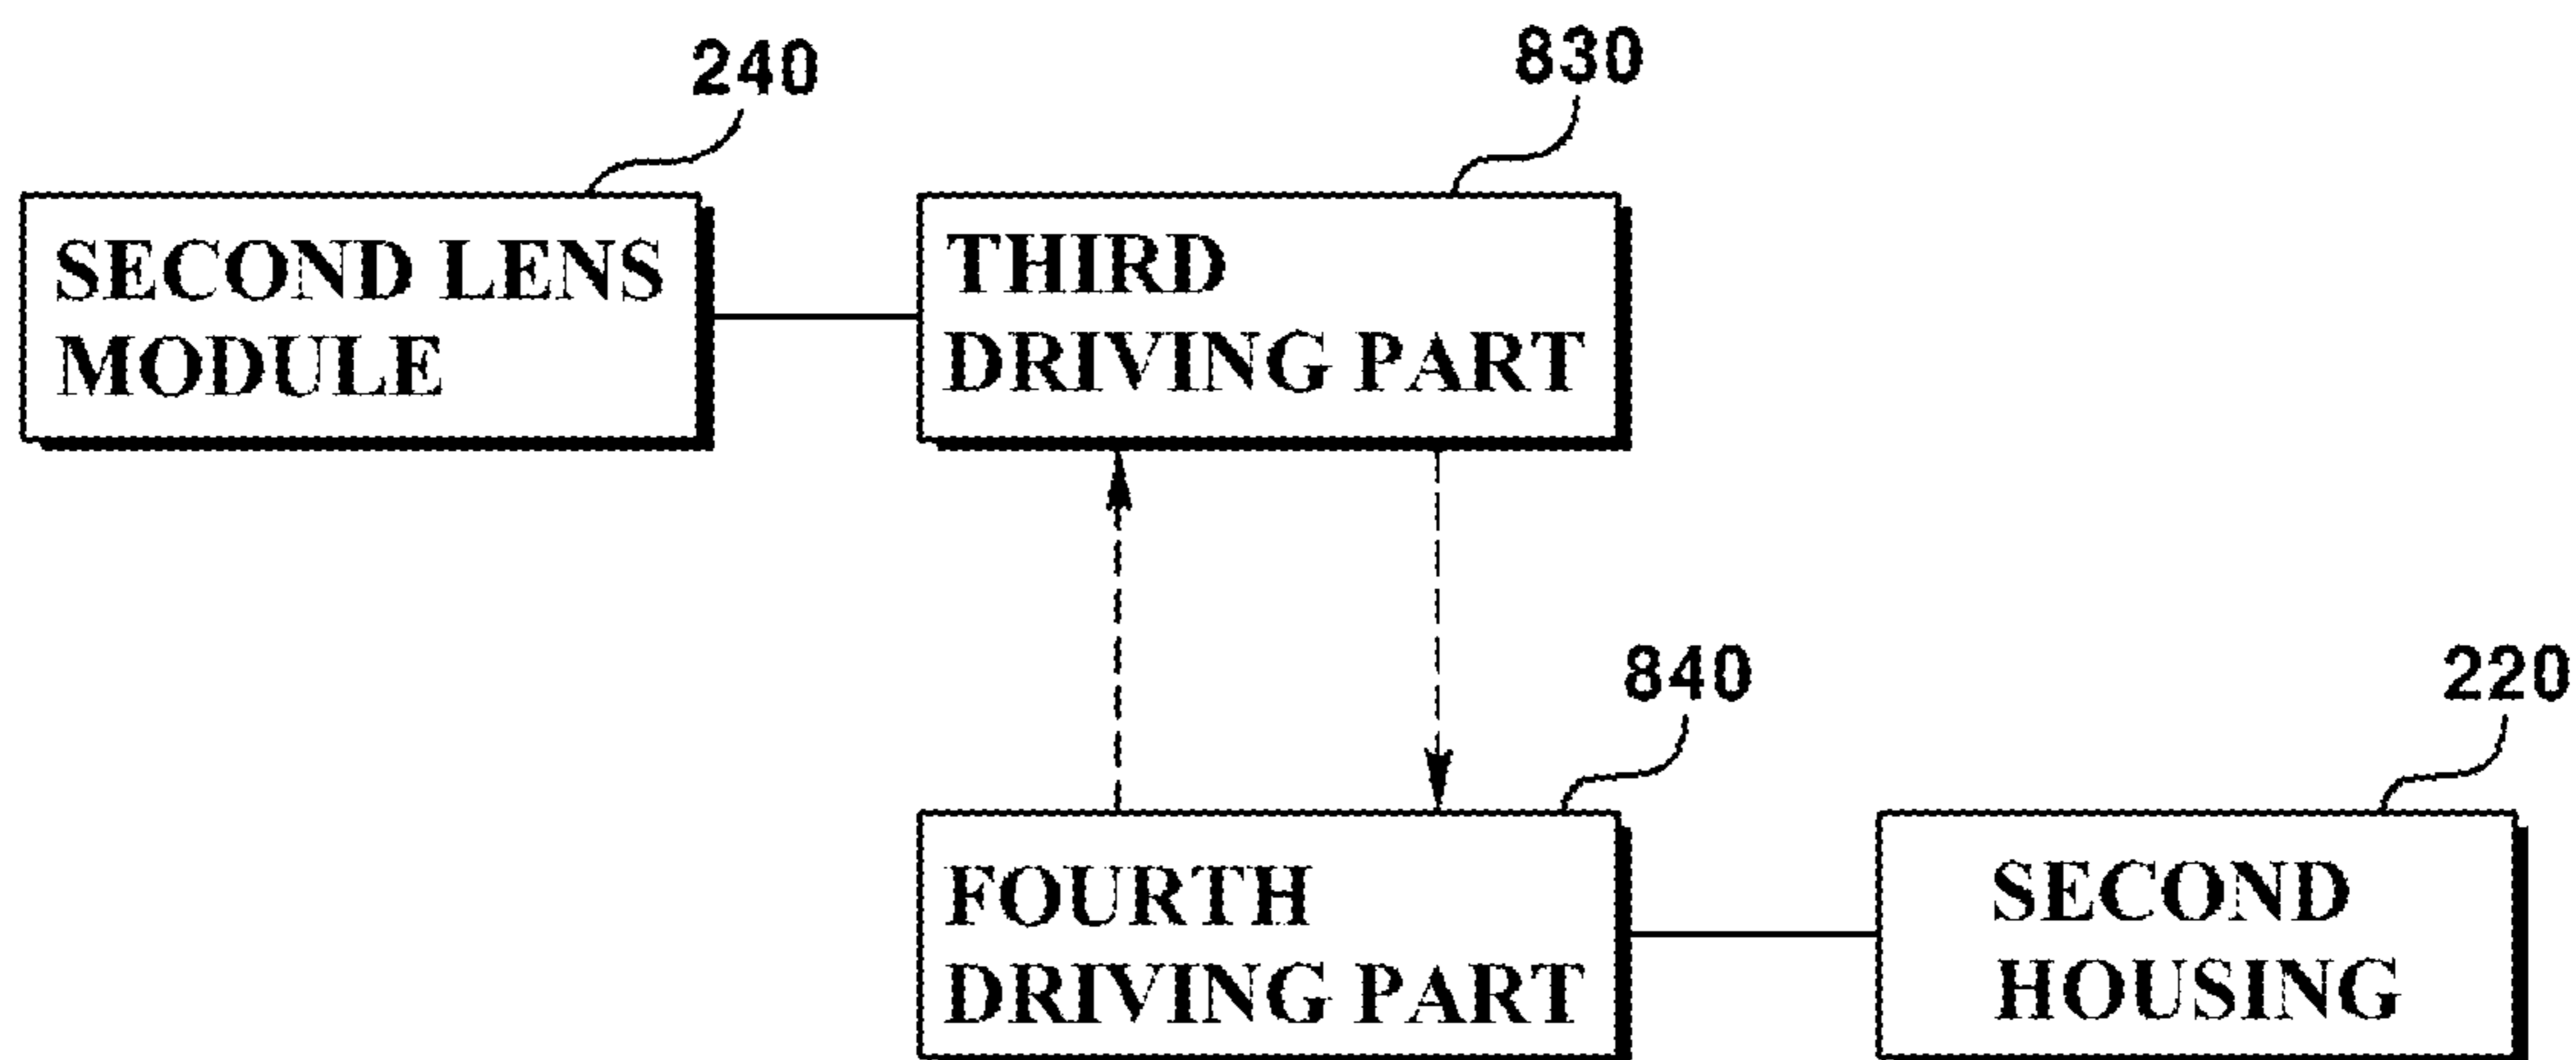 240
830
SECOND LENS
MODULE
THIRD
DRIVING PART
840
220
FOURTH
DRIVING PART
SECOND
HOUSING